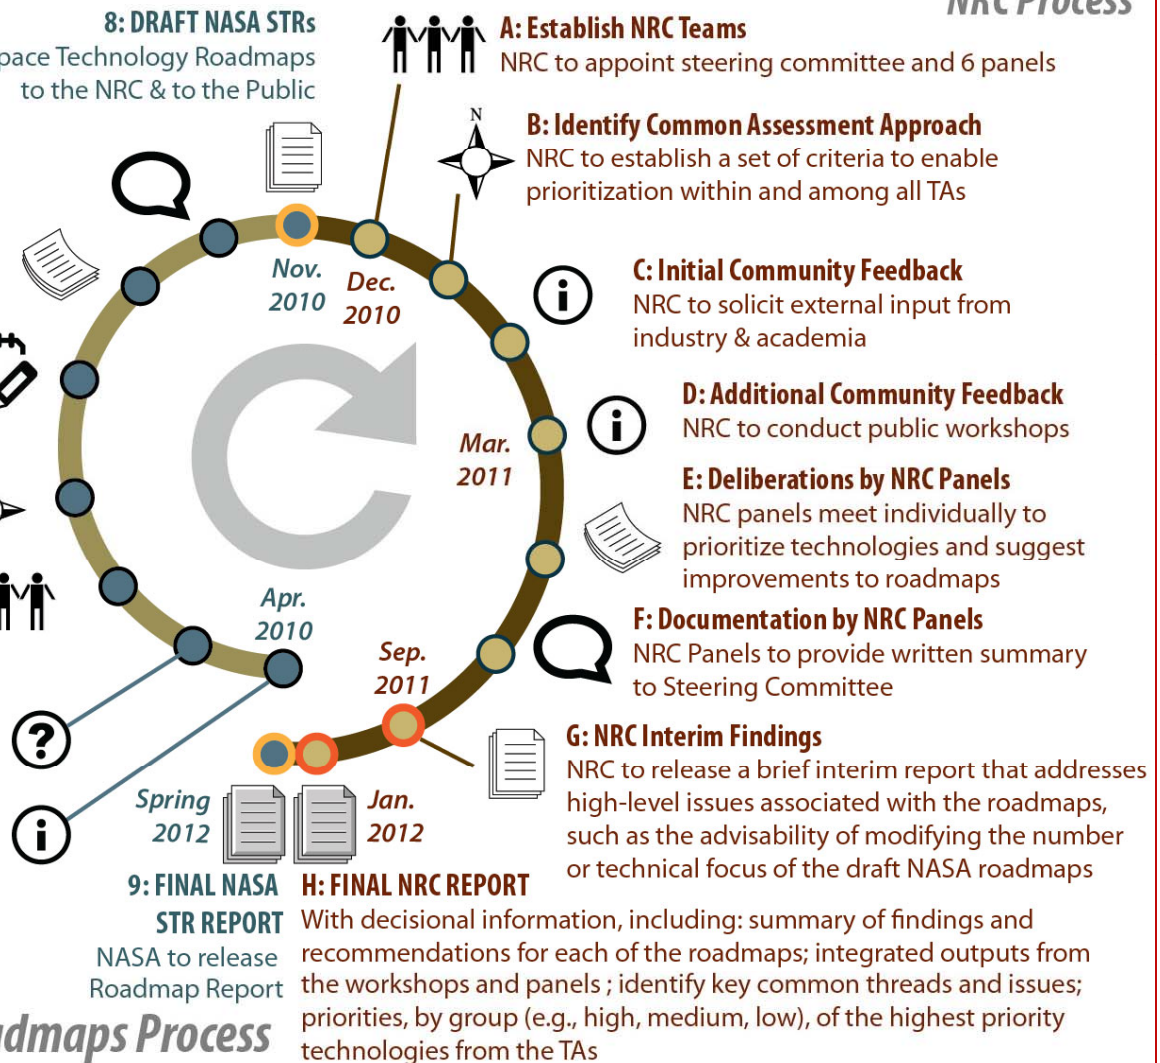 NRC Process
8: DRAFT NASA STRs
pace Technology Roadmaps
to the NRC & to the Public
A: Establish NRC Teams
NRC to appoint steering committee and 6 panels
N
B: Identify Common Assessment Approach
NRC to establish a set of criteria to enable
prioritization within and among all TAs
Nov.
2010
Dec.
2010
C: Initial Community Feedback
NRC to solicit external input from
industry & academia
D: Additional Community Feedback
NRC to conduct public workshops
Mar.
2011
E: Deliberations by NRC Panels
NRC panels meet individually to
prioritize technologies and suggest
improvements to roadmaps
Apr.
2010
F: Documentation by NRC Panels
NRC Panels to provide written summary
to Steering Committee
Sep.
2011
G: NRC Interim Findings
NRC to release a brief interim report that addresses
high-level issues associated with the roadmaps,
such as the advisability of modifying the number
or technical focus of the draft NASA roadmaps
Spring
2012
Jan.
2012
9: FINAL NASA
STR REPORT
NASA to release
Roadmap Report
H: FINAL NRC REPORT
With decisional information, including: summary of findings and
recommendations for each of the roadmaps; integrated outputs from
the workshops and panels ; identify key common threads and issues;
priorities, by group (e.g., high, medium, low), of the highest priority
technologies from the TAs
admaps Process